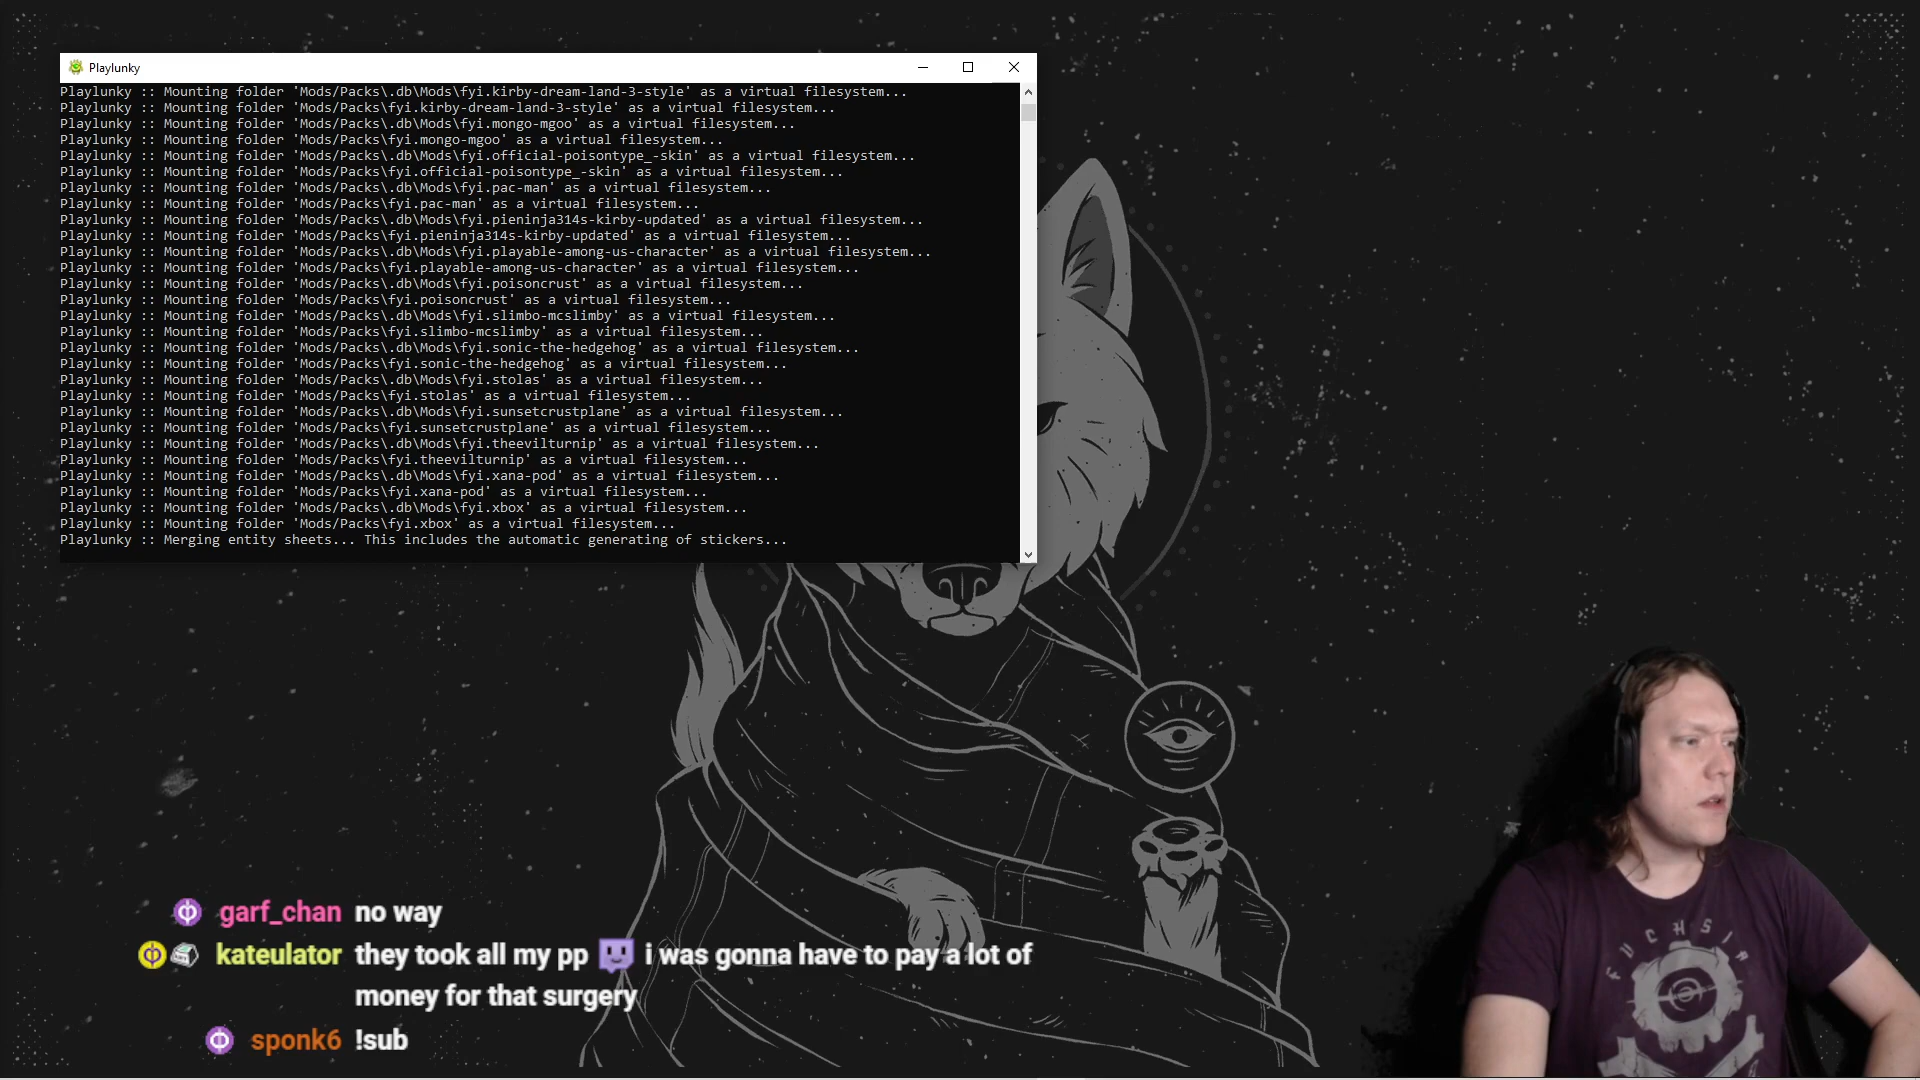 Playlunky
Playlunky :: Mounting folder 'Mods/Packs\.db\Mods\fyi.kirby-dream-land-3-style' as a virtual filesystem...
Playlunky :: Mounting folder 'Mods/Packs\fyi.kirby-dream-land-3-style' as a virtual filesystem...
Playlunky :: Mounting folder 'Mods/Packs\.db\Mods\fyi.mongo-mgoo' as a virtual filesystem...
Playlunky :: Mounting folder 'Mods/Packs\fyi.mongo-mgoo' as a virtual filesystem...
Playlunky :: Mounting folder 'Mods/Packs\.db\Mods\fyi.official-poisontype_-skin' as a virtual filesystem...
Playlunky :: Mounting folder 'Mods/Packs\fyi.official-poisontype_-skin' as a virtual filesystem...
Playlunky :: Mounting folder 'Mods/Packs\.db\Mods\fyi.pac-man' as a virtual filesystem...
Playlunky :: Mounting folder 'Mods/Packs\fyi.pac-man' as a virtual filesystem...
Playlunky :: Mounting folder 'Mods/Packs\.db\Mods\fyi.pieninja314s-kirby-updated' as a virtual filesystem...
Playlunky :: Mounting folder 'Mods/Packs\fyi.pieninja314s-kirby-updated' as a virtual filesystem...
Playlunky :: Mounting folder 'Mods/Packs\.db\Mods\fyi.playable-among-us-character' as a virtual filesystem...
Playlunky :: Mounting folder 'Mods/Packs\fyi.playable-among-us-character' as a virtual filesystem...
Playlunky :: Mounting folder 'Mods/Packs\.db\Mods\fyi.poisoncrust' as a virtual filesystem...
Playlunky :: Mounting folder 'Mods/Packs\fyi.poisoncrust' as a virtual filesystem...
Playlunky :: Mounting folder 'Mods/Packs\.db\Mods\fyi.slimbo-mcslimby' as a virtual filesystem...
Playlunky :: Mounting folder 'Mods/Packs\fyi.slimbo-mcslimby' as a virtual filesystem...
Playlunky :: Mounting folder 'Mods/Packs\.db\Mods\fyi.sonic-the-hedgehog' as a virtual filesystem...
Playlunky :: Mounting folder 'Mods/Packs\fyi.sonic-the-hedgehog' as a virtual filesystem...
Playlunky :: Mounting folder 'Mods/Packs\.db\Mods\fyi.stolas' as a virtual filesystem...
Playlunky :: Mounting folder 'Mods/Packs\fyi.stolas' as a virtual filesystem...
Playlunky :: Mounting folder 'Mods/Packs\.db\Mods\fyi.sunsetcrustplane' as a virtual filesystem...
Playlunky :: Mounting folder 'Mods/Packs\fyi.sunsetcrustplane' as a virtual filesystem...
Playlunky :: Mounting folder 'Mods/Packs\.db\Mods\fyi.theevilturnip' as a virtual filesystem...
Playlunky :: Mounting folder 'Mods/Packs\fyi.theevilturnip' as a virtual filesystem...
Playlunky :: Mounting folder 'Mods/Packs\.db\Mods\fyi.xana-pod' as a virtual filesystem...
Playlunky :: Mounting folder 'Mods/Packs\fyi.xana-pod' as a virtual filesystem...
Playlunky :: Mounting folder 'Mods/Packs\.db\Mods\fyi.xbox' as a virtual filesystem...
Playlunky :: Mounting folder 'Mods/Packs\fyi.xbox' as a virtual filesystem...
Playlunky :: Merging entity sheets... This includes the automatic generating of stickers...
garf_chan no way
kateulator they took all my pp i was gonna have to pay a lot of
money for that surgery
sponk6 !sub
FUCHSIA